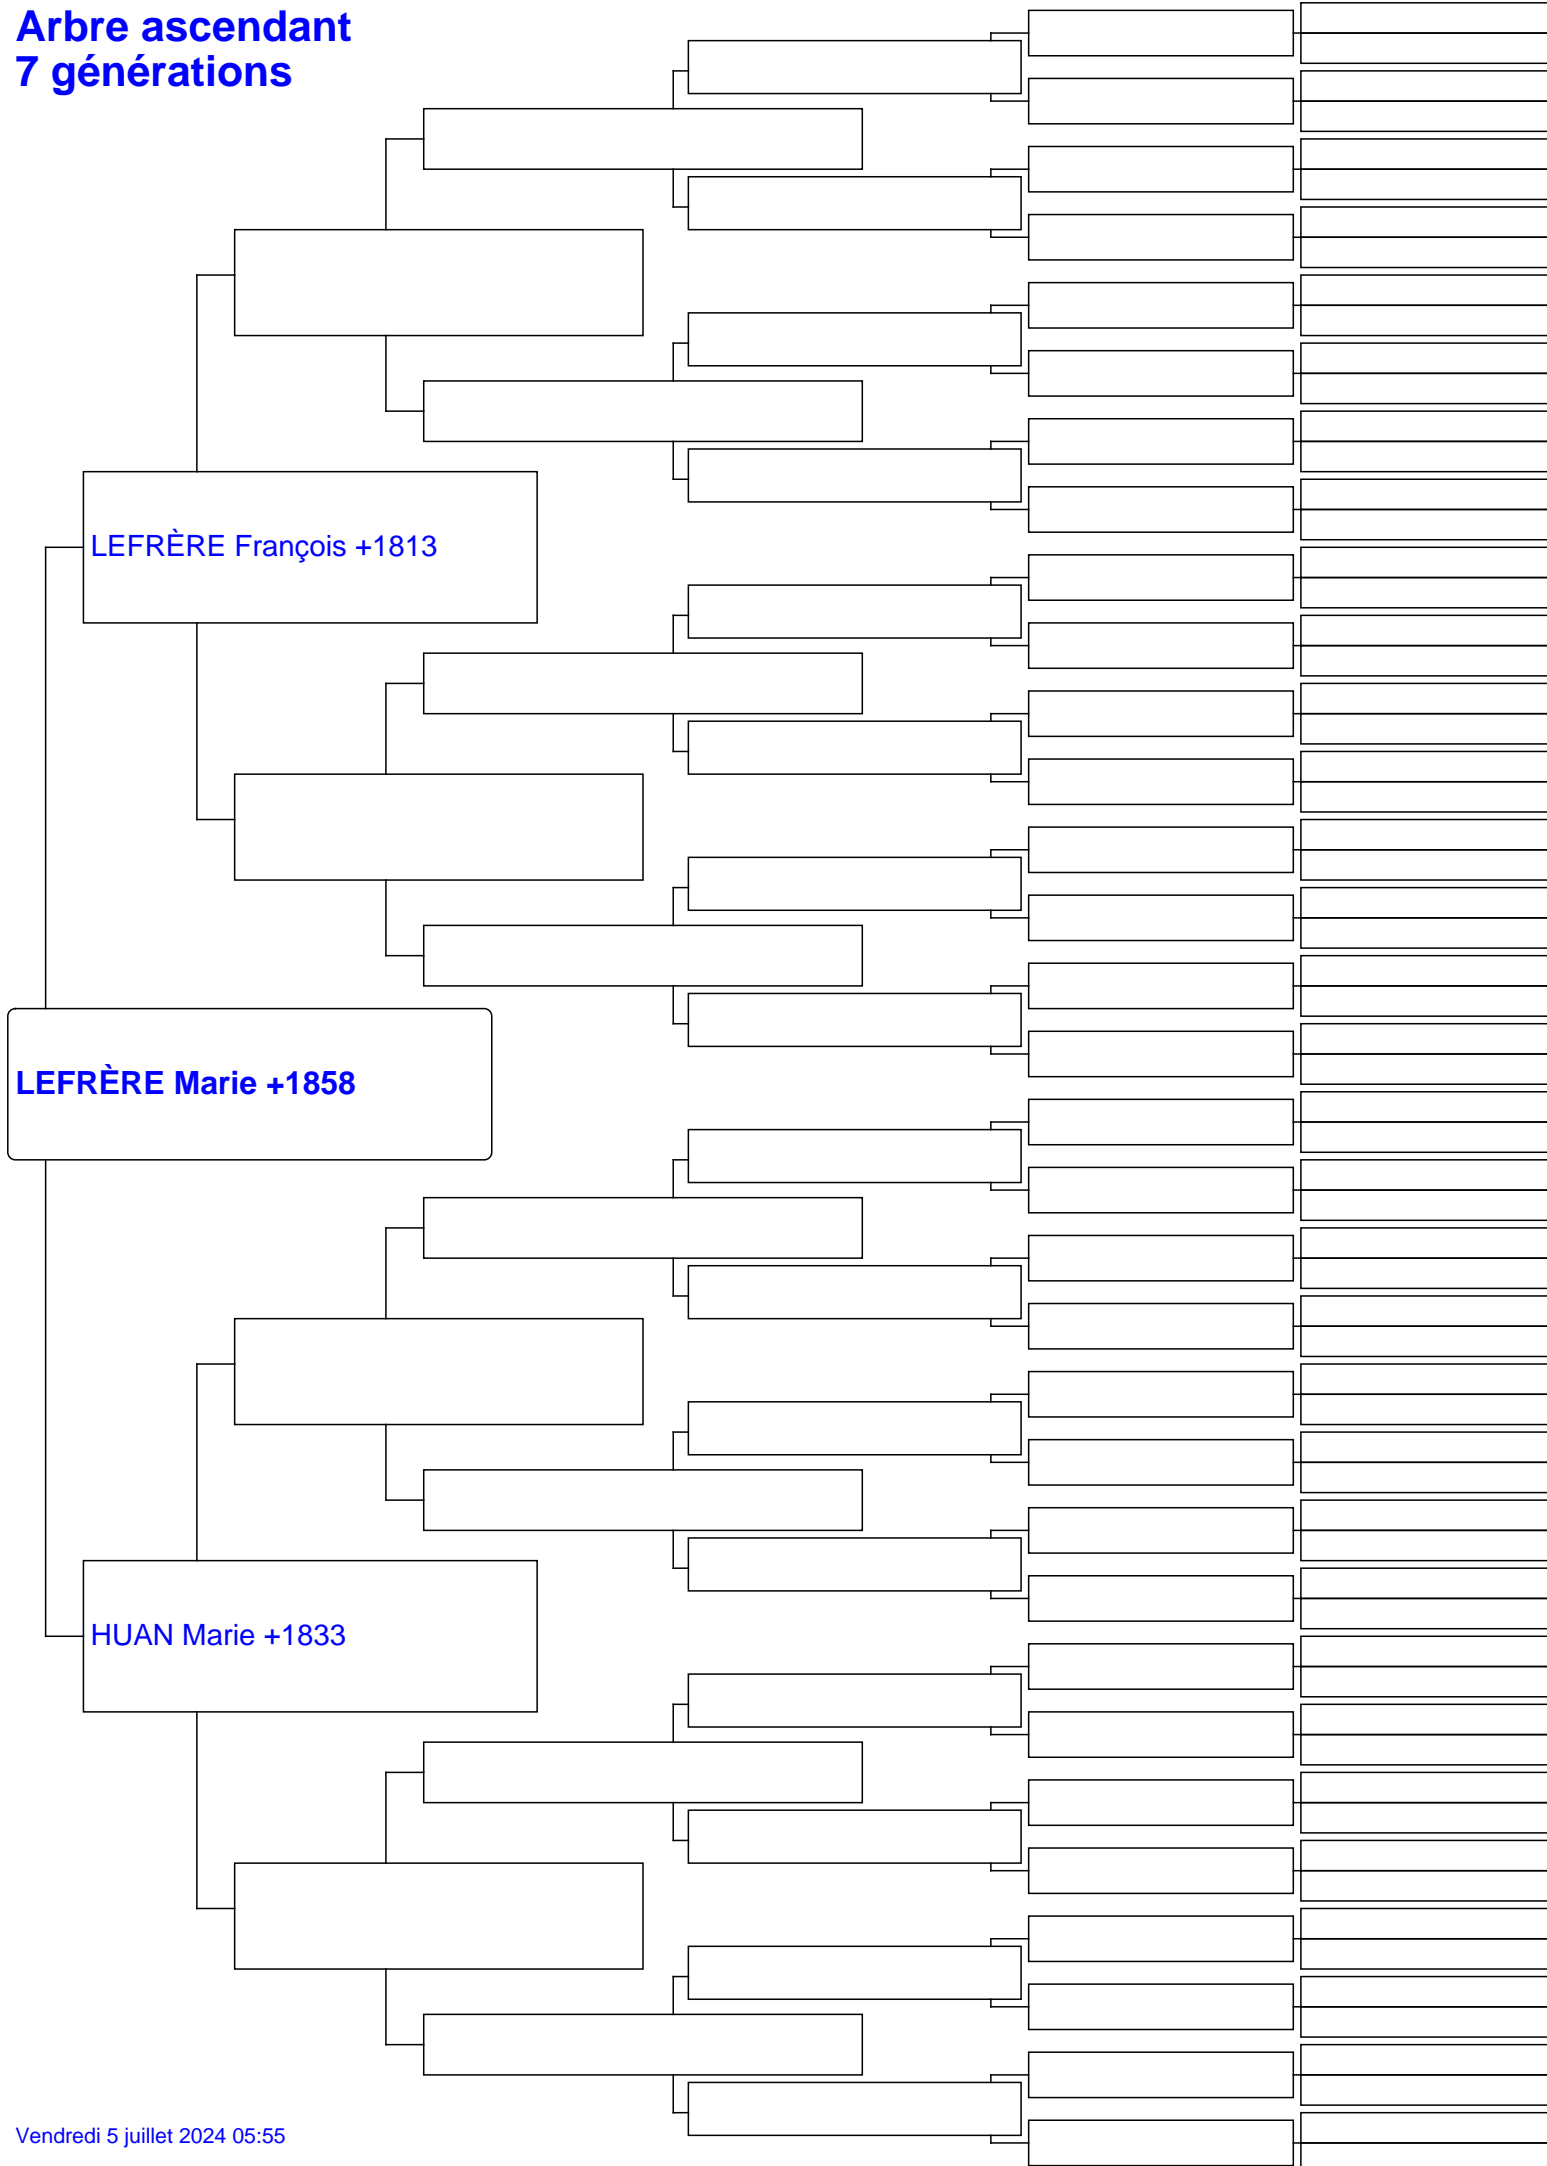 Arbre ascendant
7 générations
LEFRÈRE François +1813
LEFRÈRE Marie +1858
HUAN Marie +1833
Vendredi 5 juillet 2024 05:55